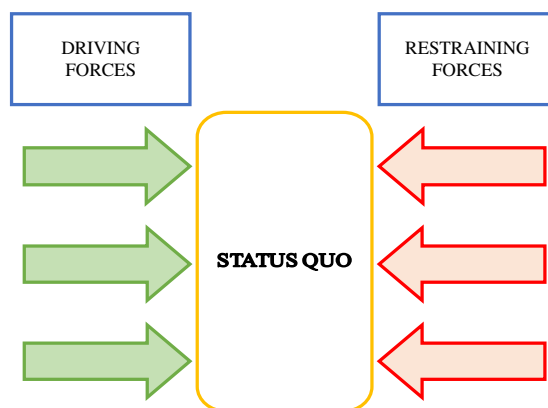 DRIVING
FORCES
RESTRAINING
FORCES
STATUS QUO